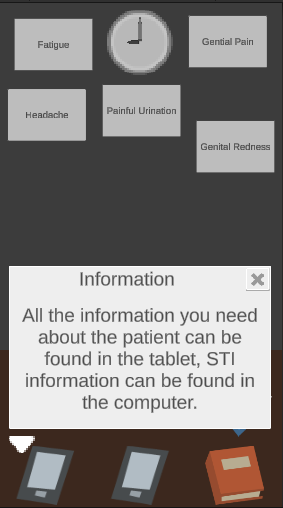 Fatigue
Gential Pain
Headache
Painful Urination
Genital Redness
Information
All the information you need
about the patient can be
found in the tablet, STI
information can be found in
the computer.